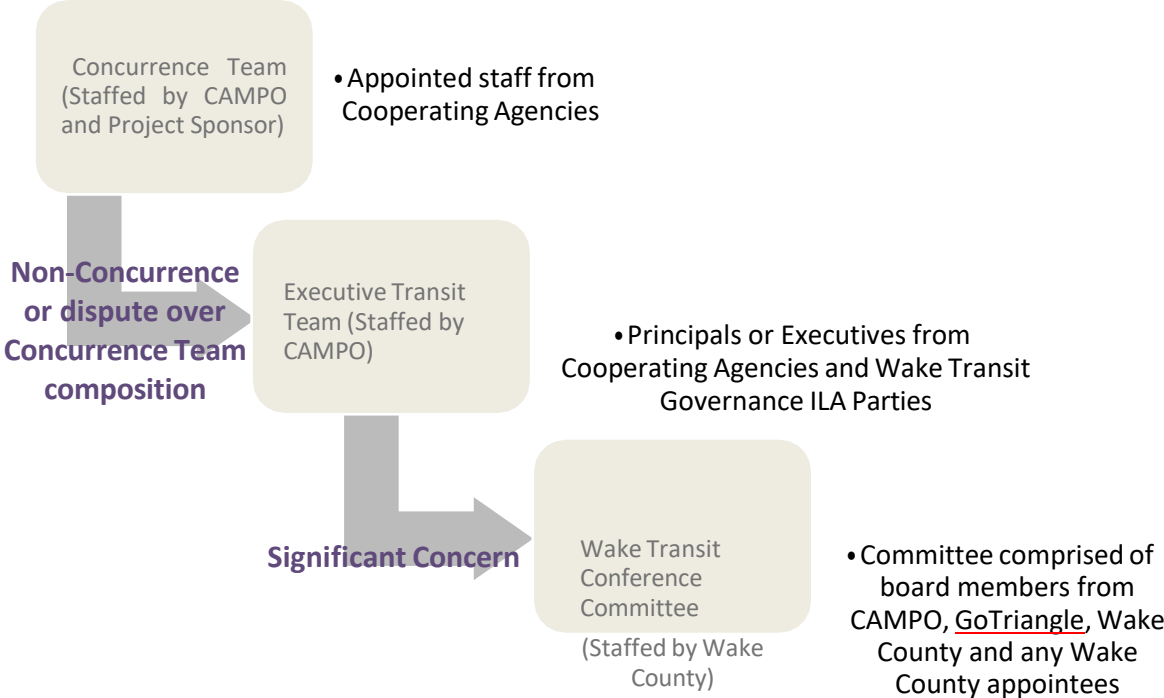 Concurrence Team
(Staffed by CAMPO
and Project Sponsor)
• Appointed staff from
Cooperating Agencies
Non-Concurrence
or dispute over
Concurrence Team
composition
Executive Transit
Team (Staffed by
CAMPO)
• Principals or Executives from
Cooperating Agencies and Wake Transit
Governance ILA Parties
Significant Concern
Wake Transit
Conference
Committee
(Staffed by Wake
County)
• Committee comprised of
board members from
CAMPO, GoTriangle, Wake
County and any Wake
County appointees